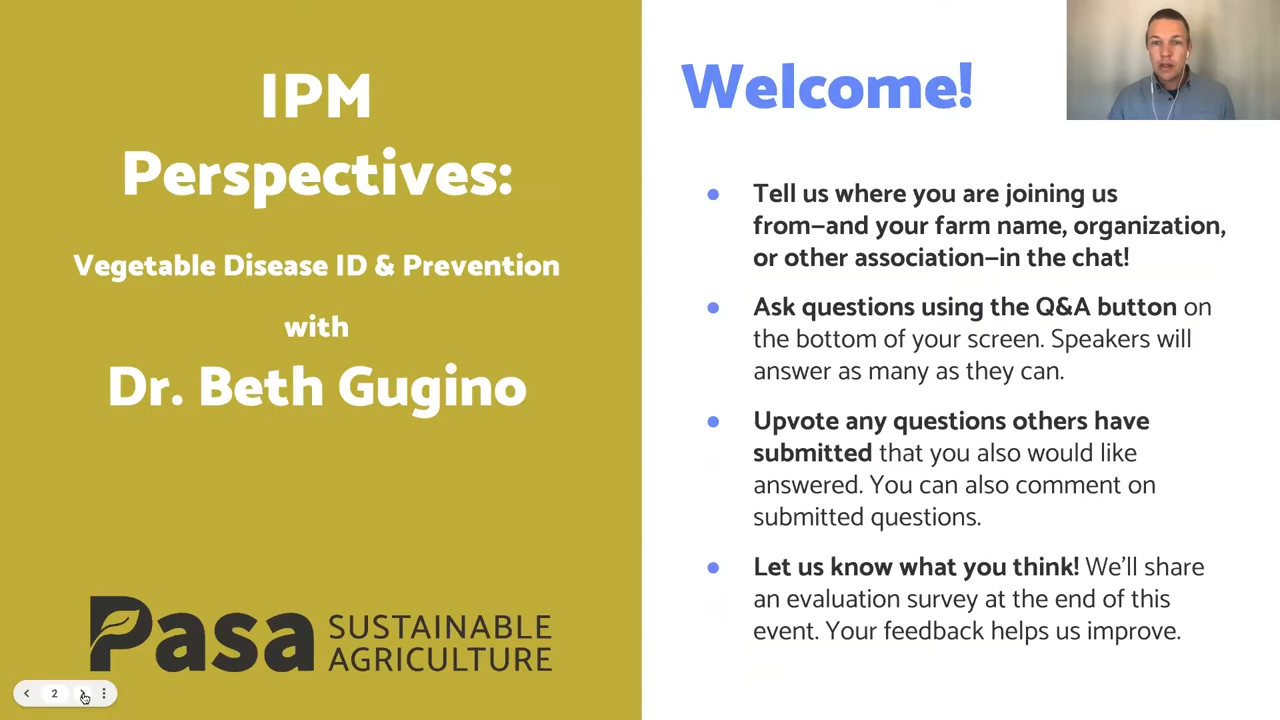 IPM
Perspectives:
Vegetable Disease ID & Prevention
with
Dr. Beth Gugino
Pasa SUSTAINABLE
AGRICULTURE
2
Welcome!
● Tell us where you are joining us
from—and your farm name, organization,
or other association—in the chat!
● Ask questions using the Q&A button on
the bottom of your screen. Speakers will
answer as many as they can.
● Upvote any questions others have
submitted that you also would like
answered. You can also comment on
submitted questions.
● Let us know what you think! We'll share
an evaluation survey at the end of this
event. Your feedback helps us improve.